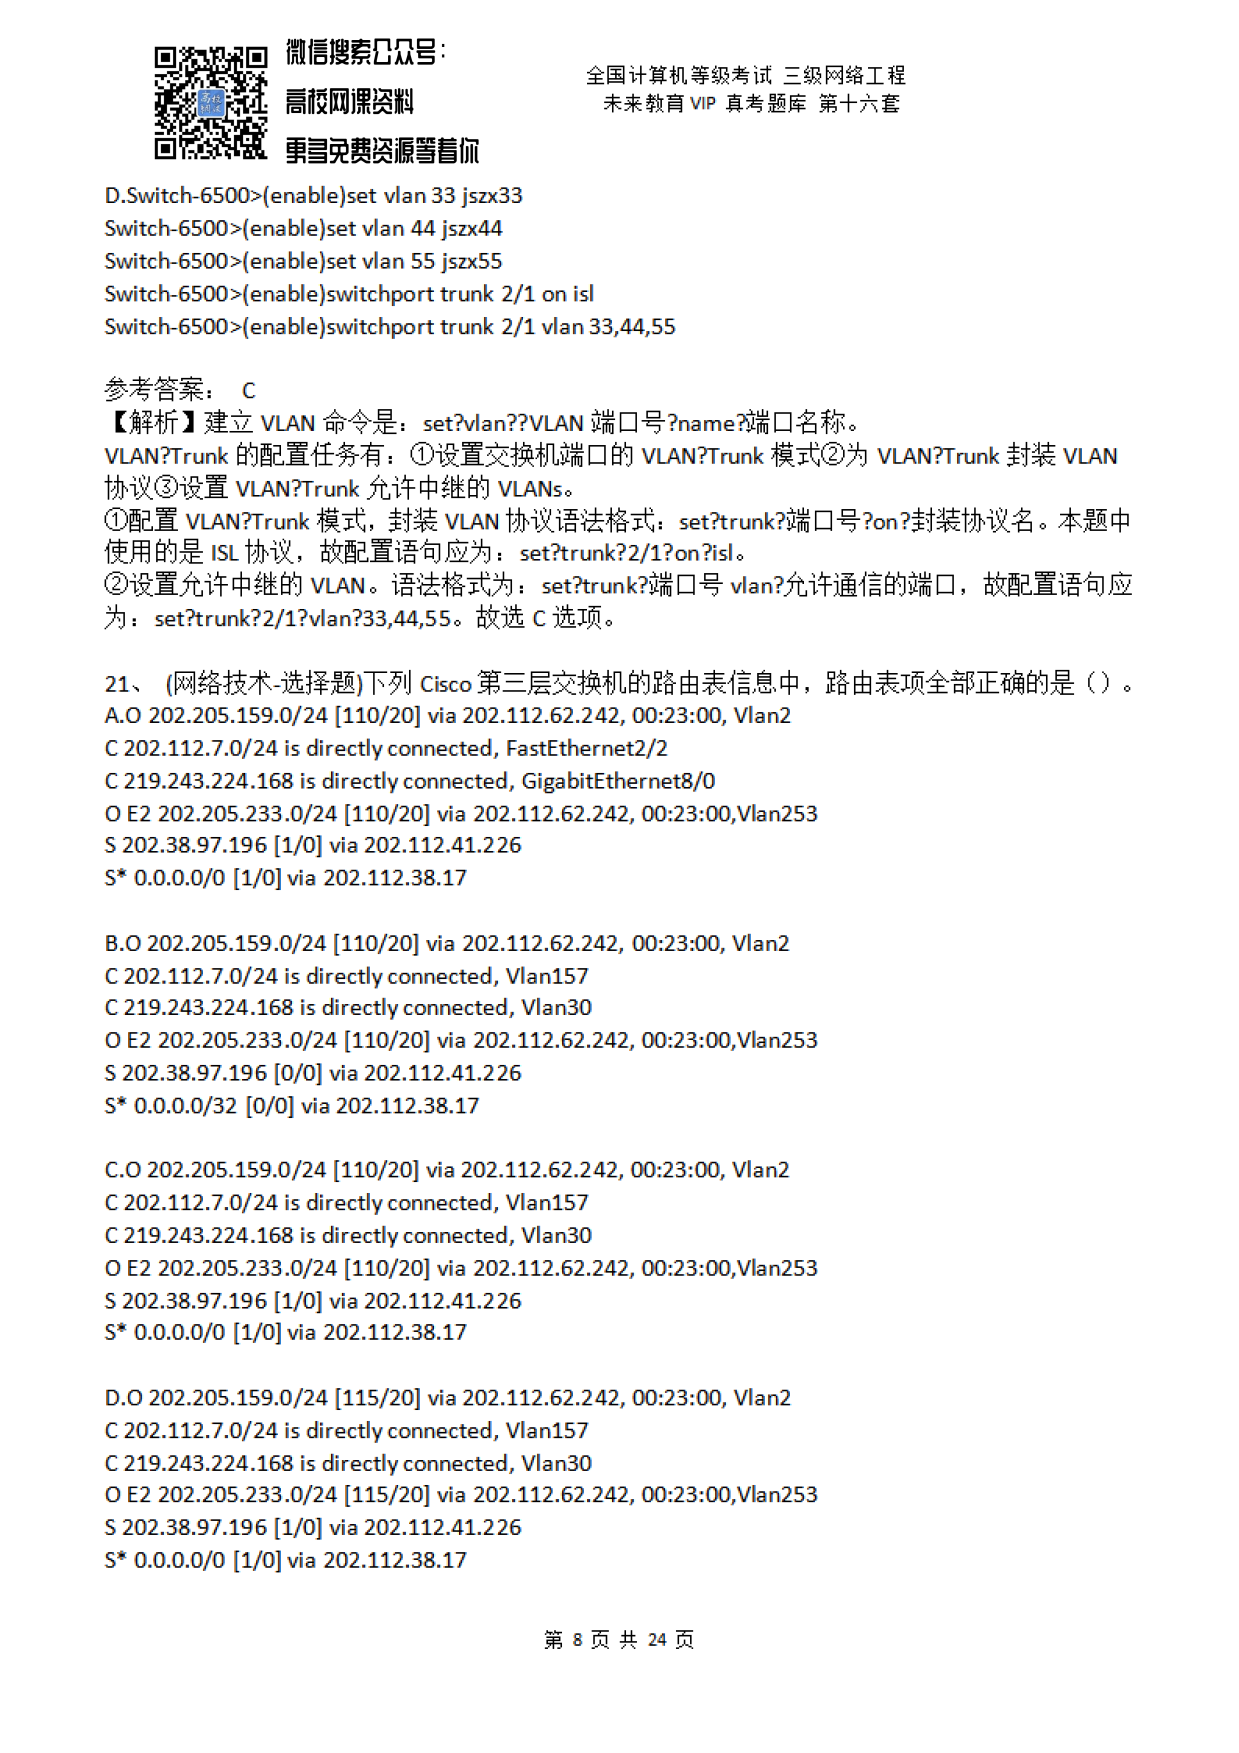 微信搜索公众号：
高校网课资料
更多免费资源等着你
全国计算机等级考试 三级网络工程
未来教育 VIP 真考题库 第十六套
D.Switch-6500>(enable)set vlan 33 jszx33
Switch-6500>(enable)set vlan 44 jszx44
Switch-6500>(enable)set vlan 55 jszx55
Switch-6500>(enable)switchport trunk 2/1 on isl
Switch-6500>(enable)switchport trunk 2/1 vlan 33,44,55
参考答案： C
【解析】建立 VLAN 命令是：set?vlan??VLAN 端口号?name?端口名称。
VLAN?Trunk 的配置任务有：①设置交换机端口的 VLAN?Trunk 模式②为 VLAN?Trunk 封装 VLAN
协议③设置 VLAN?Trunk 允许中继的 VLANs。
①配置 VLAN?Trunk 模式，封装 VLAN 协议语法格式：set?trunk?端口号?on?封装协议名。本题中
使用的是 ISL 协议，故配置语句应为：set?trunk?2/1?on?isl。
②设置允许中继的 VLAN。语法格式为：set?trunk?端口号 vlan?允许通信的端口，故配置语句应
为：set?trunk?2/1?vlan?33,44,55。故选 C 选项。
21、 (网络技术-选择题)下列 Cisco 第三层交换机的路由表信息中，路由表项全部正确的是（）。
A.O 202.205.159.0/24 [110/20] via 202.112.62.242, 00:23:00, Vlan2
C 202.112.7.0/24 is directly connected, FastEthernet2/2
C 219.243.224.168 is directly connected, GigabitEthernet8/0
O E2 202.205.233.0/24 [110/20] via 202.112.62.242, 00:23:00,Vlan253
S 202.38.97.196 [1/0] via 202.112.41.226
S* 0.0.0.0/0 [1/0] via 202.112.38.17
B.O 202.205.159.0/24 [110/20] via 202.112.62.242, 00:23:00, Vlan2
C 202.112.7.0/24 is directly connected, Vlan157
C 219.243.224.168 is directly connected, Vlan30
O E2 202.205.233.0/24 [110/20] via 202.112.62.242, 00:23:00,Vlan253
S 202.38.97.196 [0/0] via 202.112.41.226
S* 0.0.0.0/32 [0/0] via 202.112.38.17
C.O 202.205.159.0/24 [110/20] via 202.112.62.242, 00:23:00, Vlan2
C 202.112.7.0/24 is directly connected, Vlan157
C 219.243.224.168 is directly connected, Vlan30
O E2 202.205.233.0/24 [110/20] via 202.112.62.242, 00:23:00,Vlan253
S 202.38.97.196 [1/0] via 202.112.41.226
S* 0.0.0.0/0 [1/0] via 202.112.38.17
D.O 202.205.159.0/24 [115/20] via 202.112.62.242, 00:23:00, Vlan2
C 202.112.7.0/24 is directly connected, Vlan157
C 219.243.224.168 is directly connected, Vlan30
O E2 202.205.233.0/24 [115/20] via 202.112.62.242, 00:23:00,Vlan253
S 202.38.97.196 [1/0] via 202.112.41.226
S* 0.0.0.0/0 [1/0] via 202.112.38.17
第 8 页 共 24 页